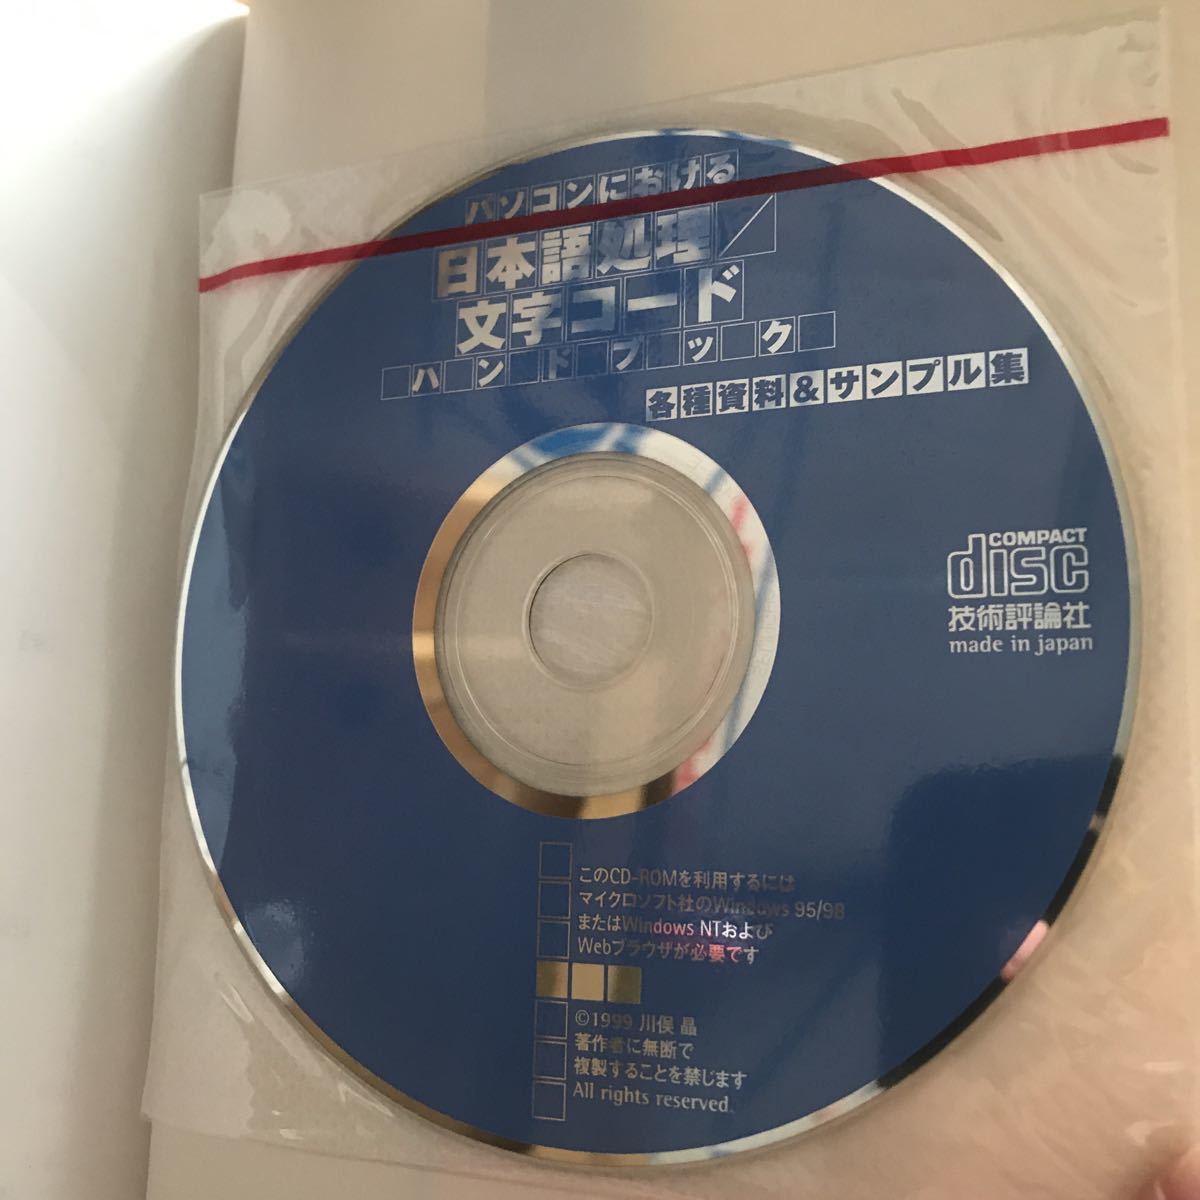 パソコンにおける
日本語処理／
文字コード
ハンドブック
各種資料&サンプル集
COMPACT
disc
技術評論社
made in japan
このCD-ROMを利用するには
マイクロソフト社のWindows 95/98
またはWindows NTおよび
Webブラウザが必要です
©1999 川俣 晶
著作者に無断で
複製することを禁じます
All rights reserved.